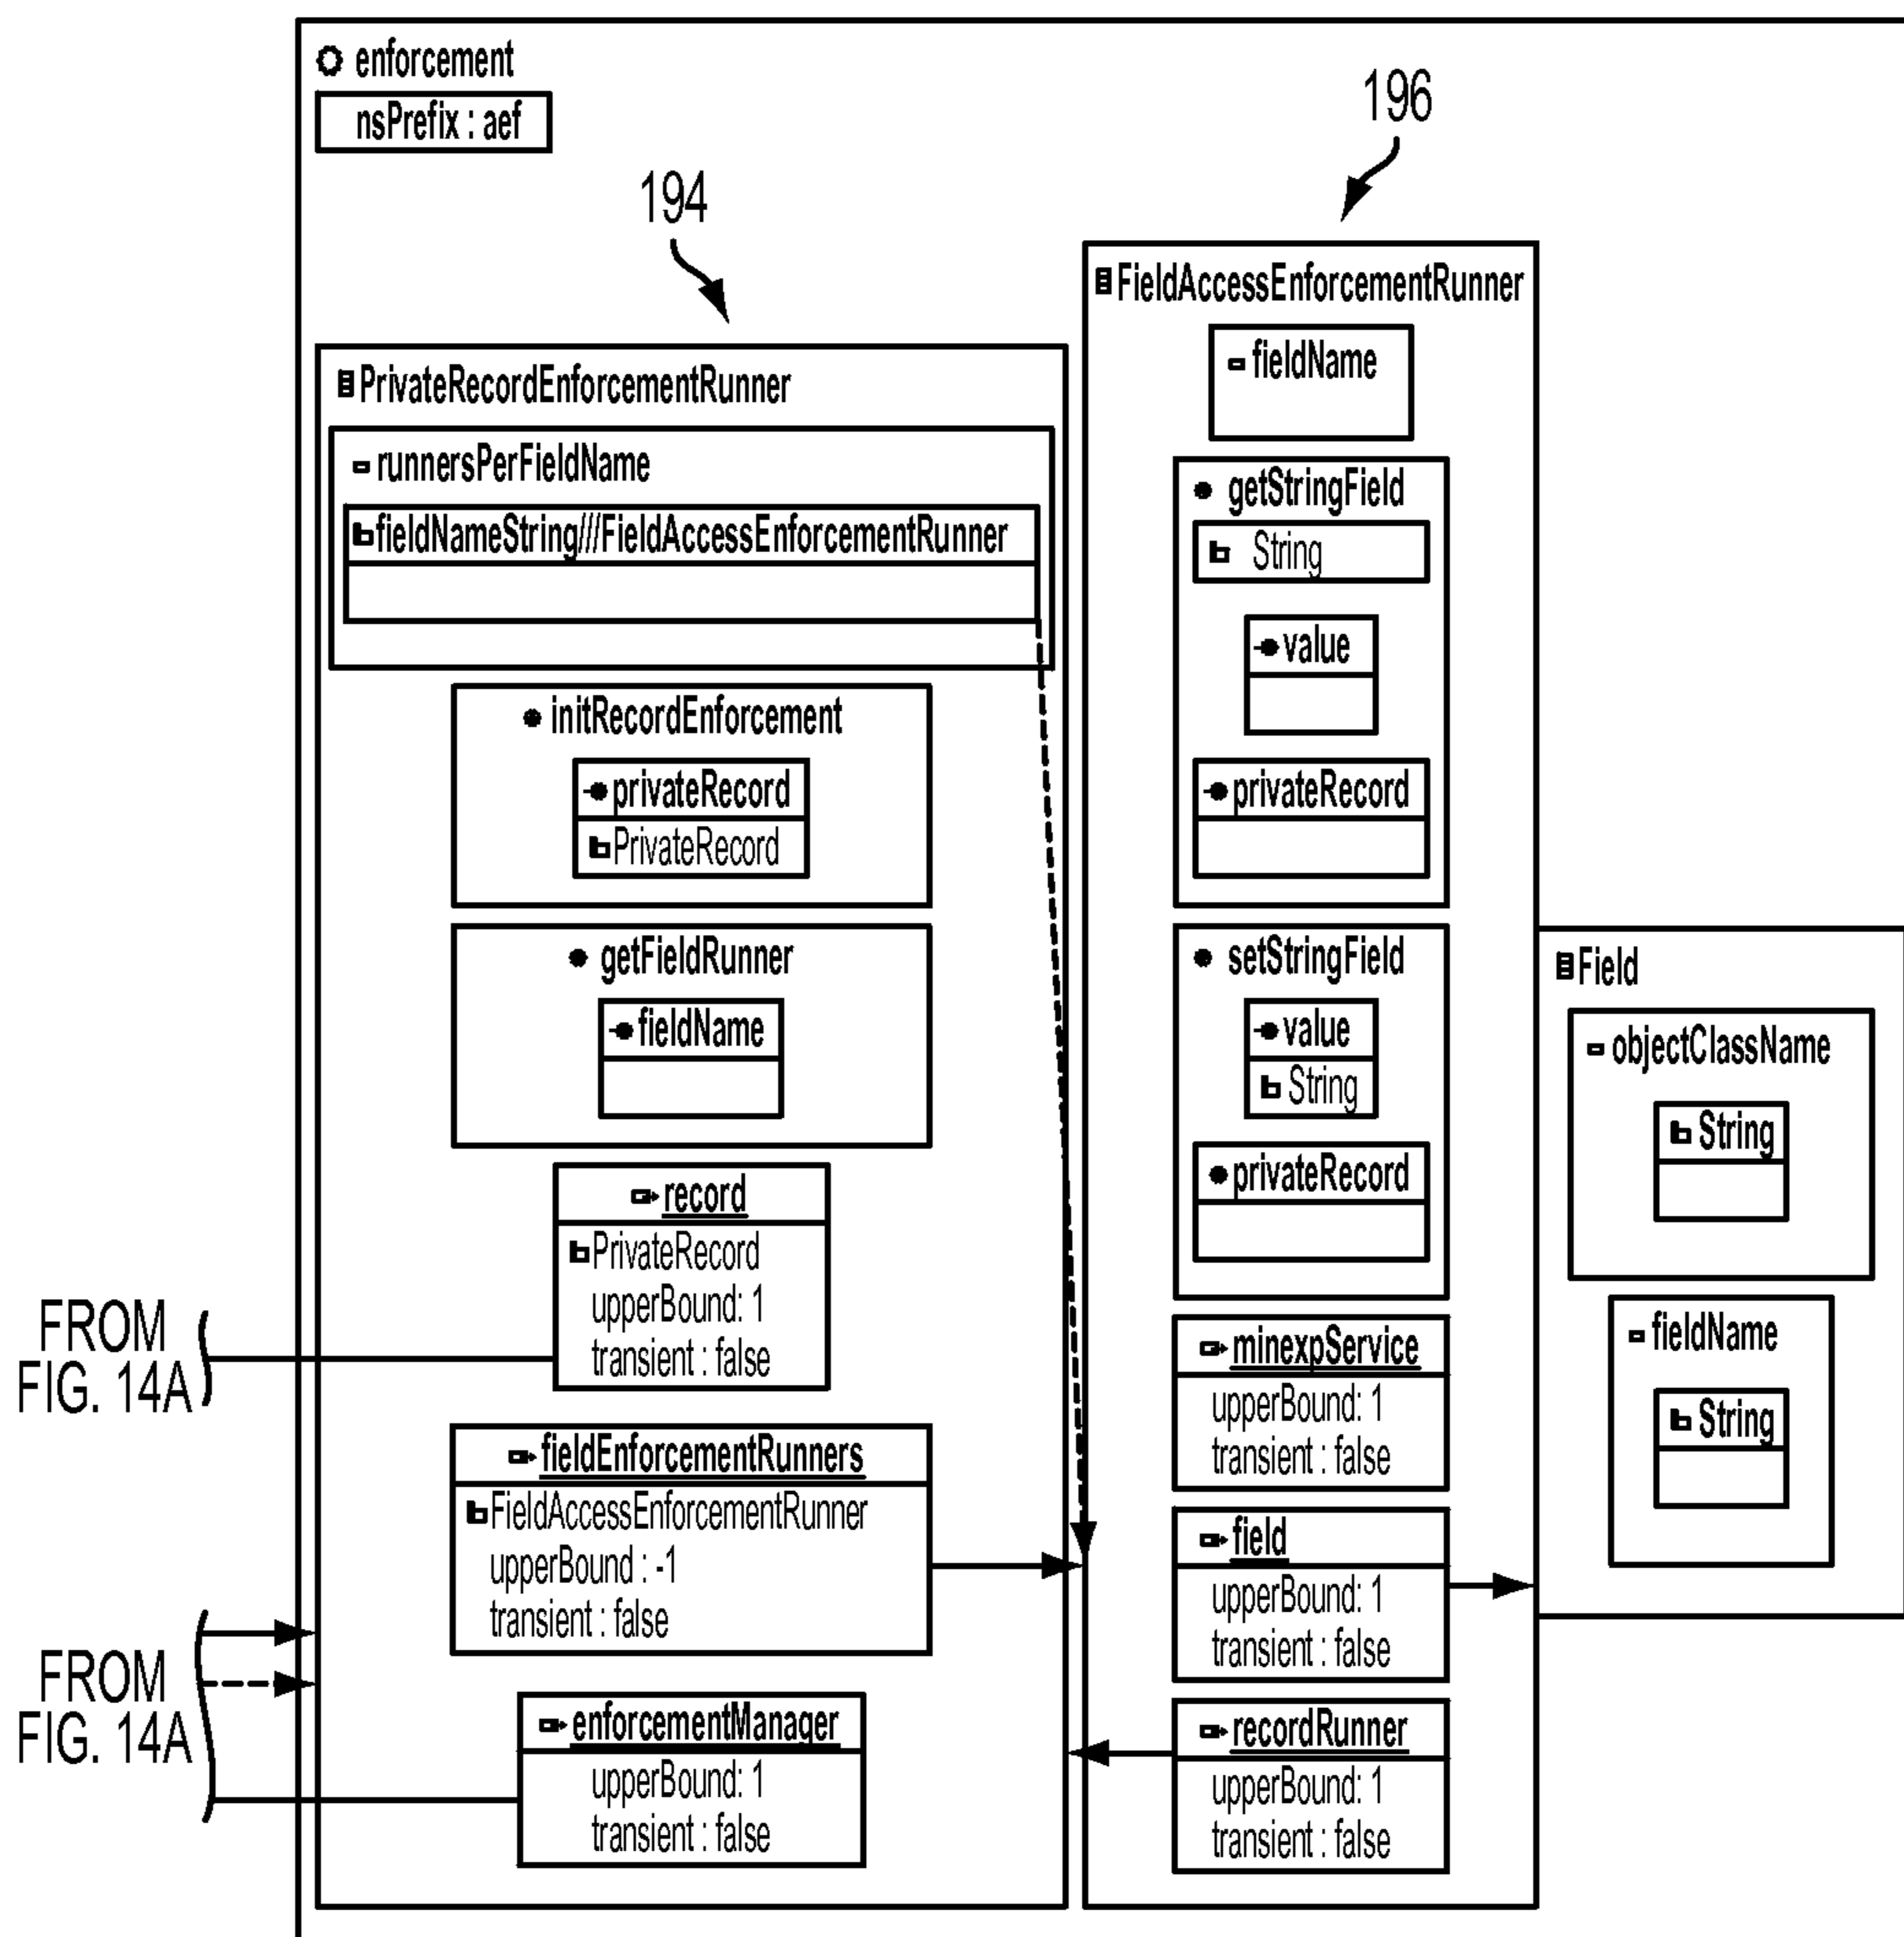 enforcement
nsPrefix : aef
194
196
PrivateRecordEnforcementRunner
runnersPerFieldName
fieldNameString///FieldAccessEnforcementRunner
initRecordEnforcement
privateRecord
PrivateRecord
getFieldRunner
fieldName
record
PrivateRecord
upperBound: 1
transient : false
fieldEnforcementRunners
FieldAccessEnforcementRunner
upperBound : -1
transient : false
enforcementManager
upperBound: 1
transient : false
FROM
FIG. 14A
FROM
FIG. 14A
FieldAccessEnforcementRunner
fieldName
getStringField
String
value
privateRecord
setStringField
value
String
privateRecord
minexpService
upperBound: 1
transient : false
field
upperBound: 1
transient : false
recordRunner
upperBound: 1
transient : false
Field
objectClassName
String
fieldName
String